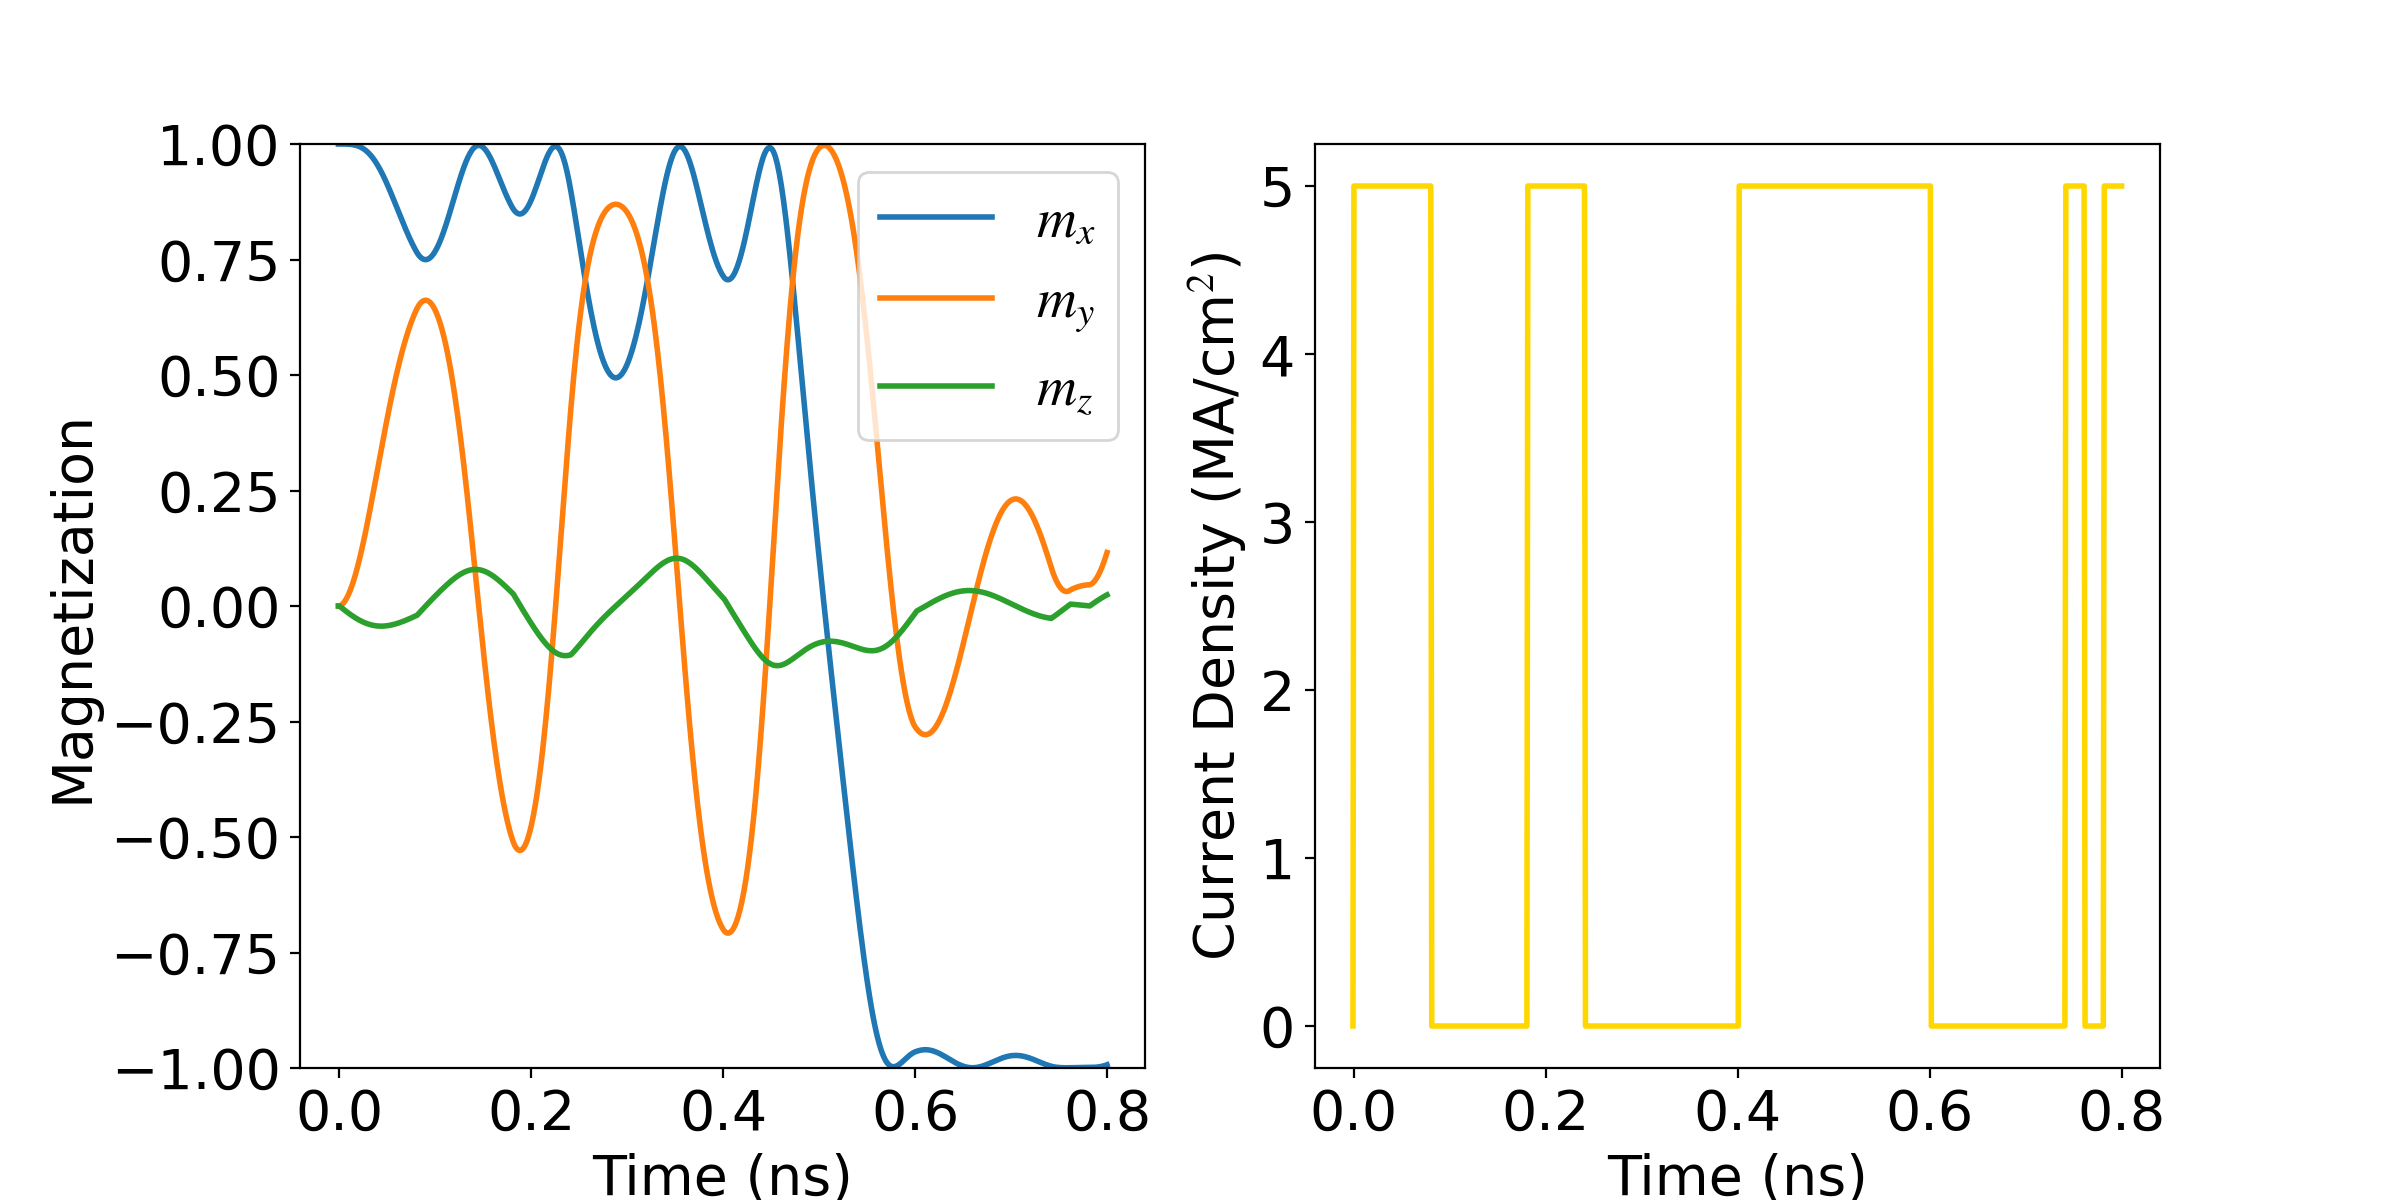 Magnetization
1.00
0.75
0.50
0.25
0.00
−0.25
−0.50
−0.75
−1.00
0.0 0.2 0.4 0.6 0.8
Time (ns)
m_x
m_y
m_z
Current Density (MA/cm²)
5
4
3
2
1
0
0.0 0.2 0.4 0.6 0.8
Time (ns)